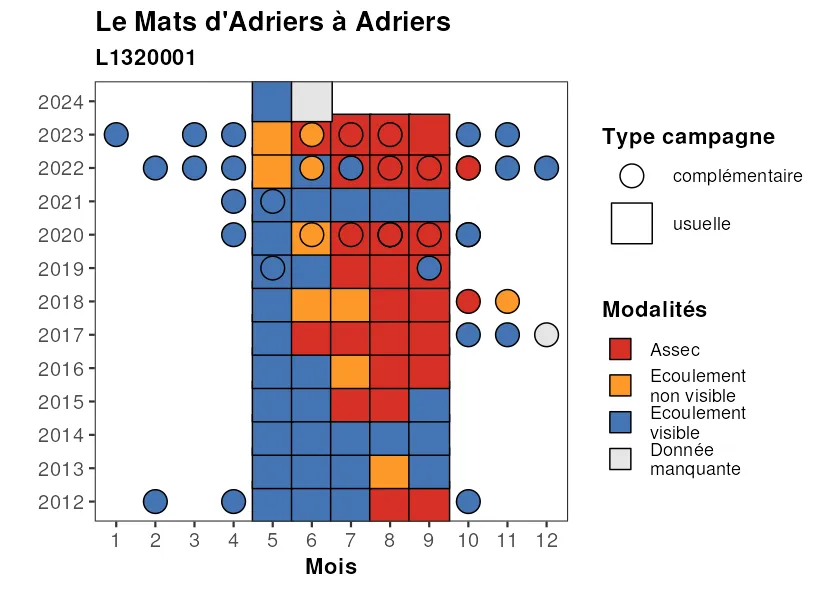 Le Mats d'Adriers à Adriers
L1320001
2024
2023
2022
2021
2020
2019
2018
2017
2016
2015
2014
2013
2012
1 2 3 4 5 6 7 8 9 10 11 12
Mois
Type campagne
complémentaire
usuelle
Modalités
Assec
Ecoulement
non visible
Ecoulement
visible
Donnée
manquante